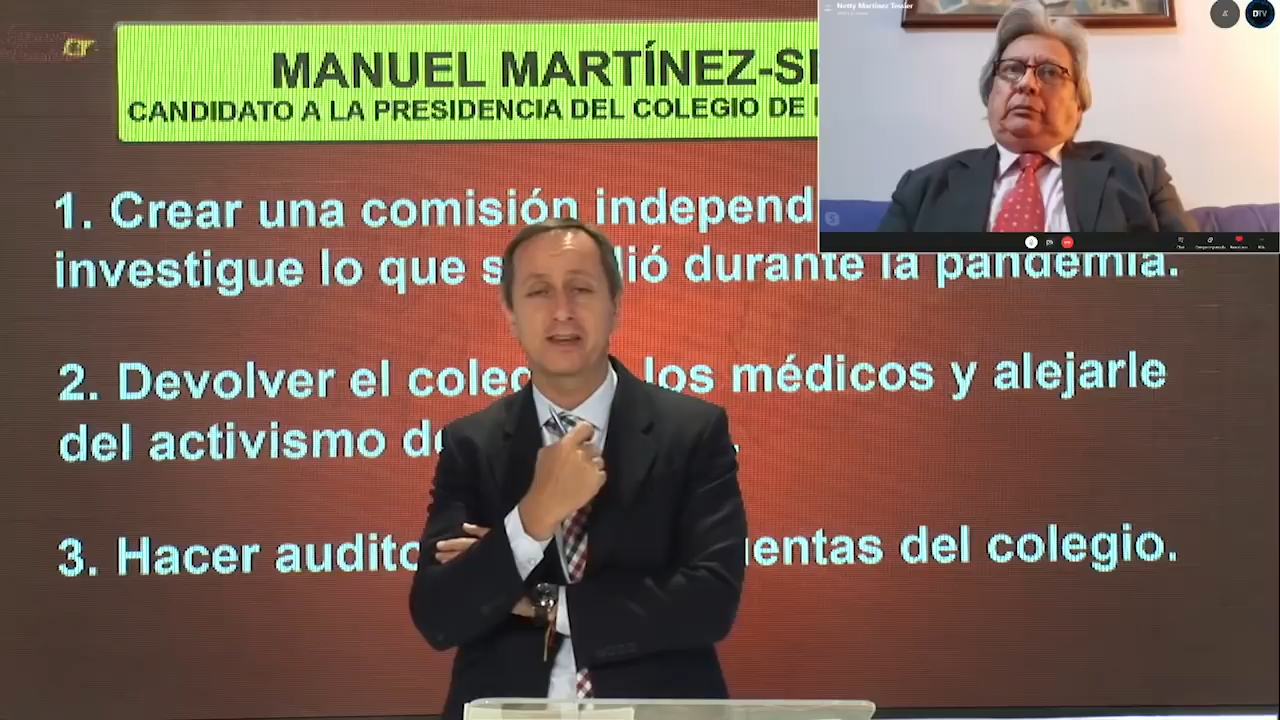 Netty Martínez Tessier
DTV
MANUEL MARTÍNEZ-S
CANDIDATO A LA PRESIDENCIA DEL COLEGIO DE
1. Crear una comisión independ
investigue lo que s dió durante la pandemia.
2. Devolver el coleg los médicos y alejarle
del activismo d
3. Hacer audito uentas del colegio.